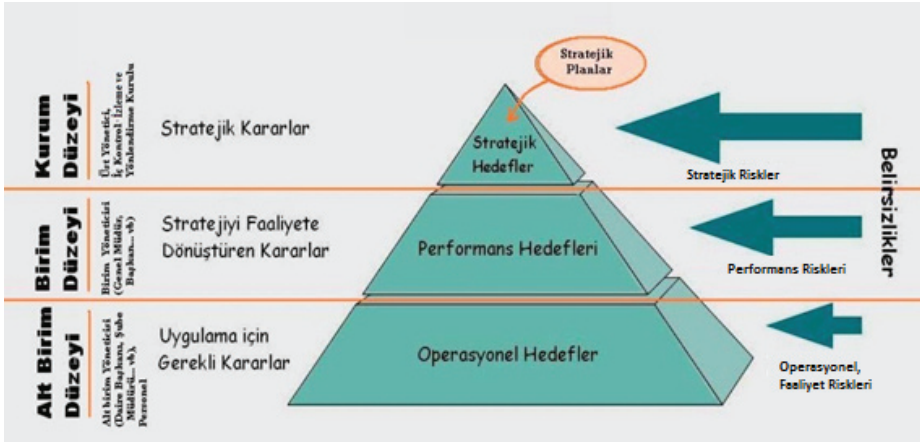 Stratejik
Planlar
Kurum
Düzeyi
Üst Yönetici,
İç Kontrol-İzleme ve
Yönlendirme Kurulu
Stratejik Kararlar
Stratejik
Hedefler
Stratejik Riskler
Belirsizlikler
Birim
Düzeyi
Birim Yöneticisi
(Genel Müdür,
Başkan... vb)
Stratejiyi Faaliyete
Dönüştüren Kararlar
Performans Hedefleri
Performans Riskleri
Alt Birim
Düzeyi
Alt birim Yöneticisi
(Daire Başkanı, Şube
Müdürü... vb),
Personel
Uygulama için
Gerekli Kararlar
Operasyonel Hedefler
Operasyonel,
Faaliyet Riskleri